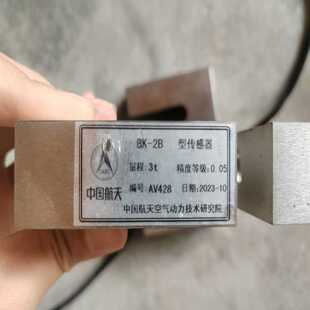 BK-2B 型传感器
量程:3t 精度等级:0.05
中国航天
编号:AV428 日期:2023-10
中国航天空气动力技术研究院